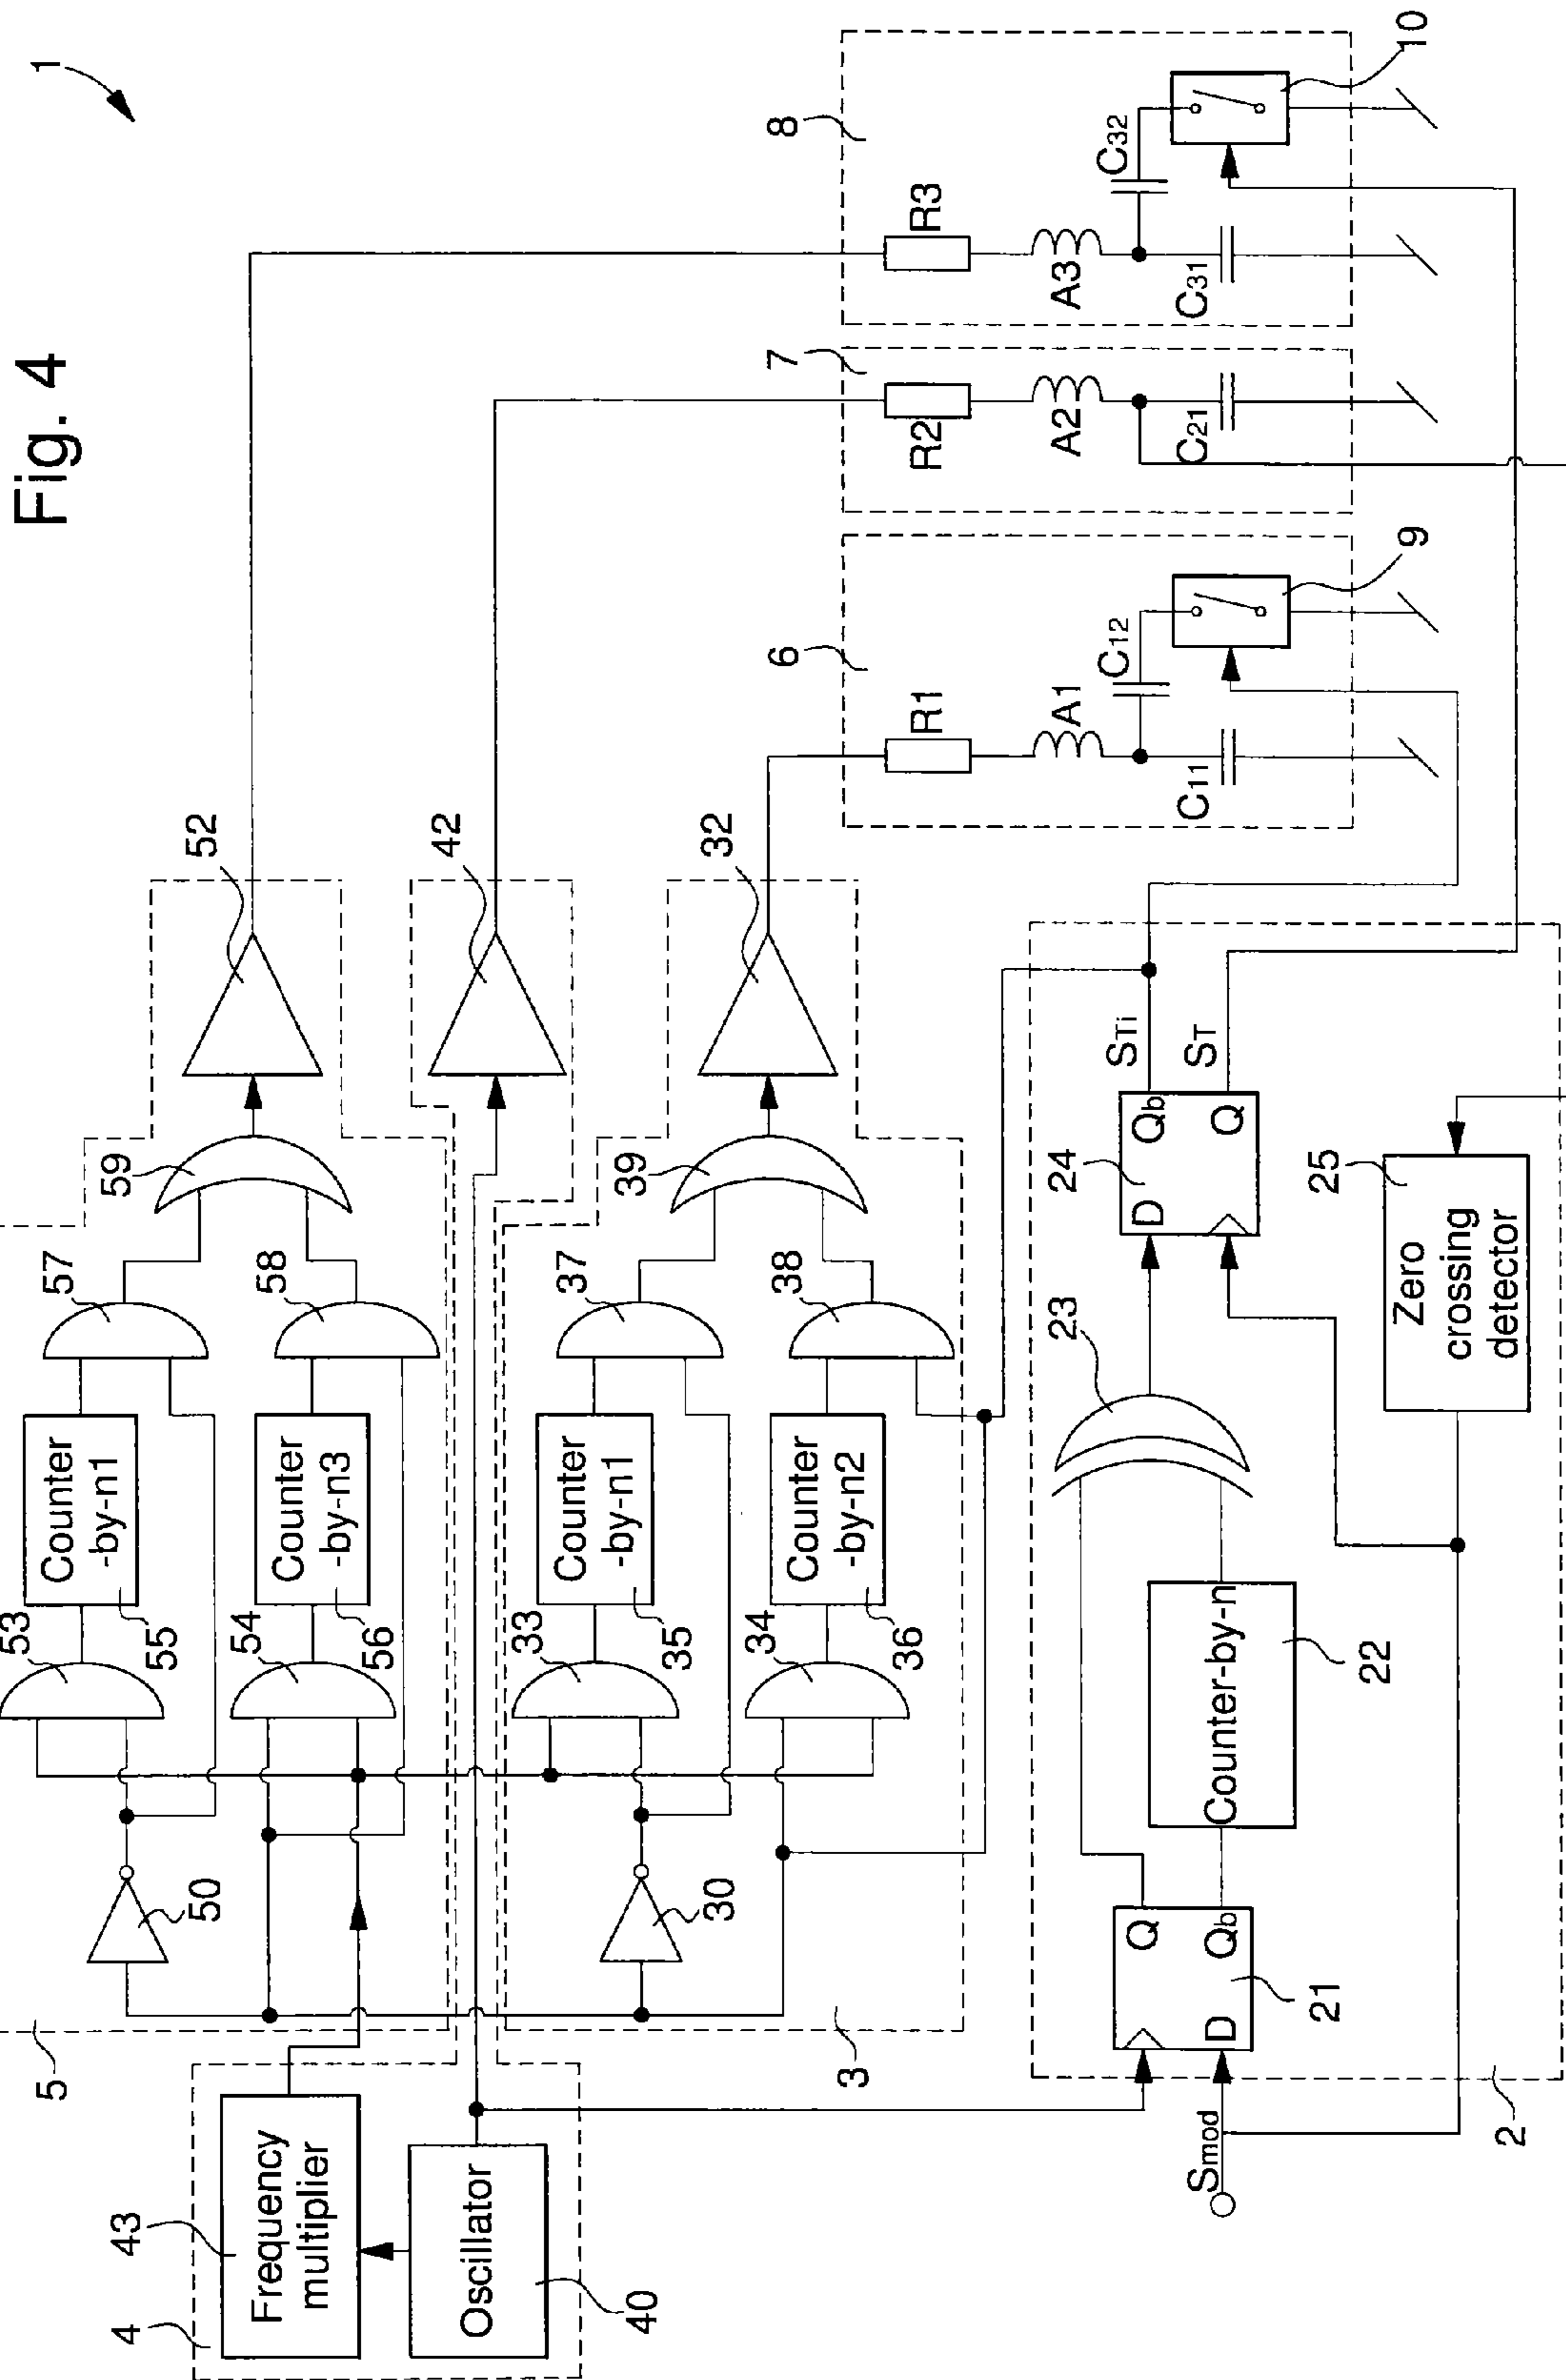 Fig. 4
1
52
59
57
58
53
Counter
-by-n1
55
54
Counter
-by-n3
56
50
5
42
32
39
37
38
33
Counter
-by-n1
35
34
Counter
-by-n2
36
30
3
4
43
Frequency
multiplier
Oscillator
40
8
R3
A3
C32
C31
10
7
R2
A2
C21
6
R1
A1
C12
C11
9
STi
ST
24
D
Qb
Q
25
Zero
crossing
detector
23
Counter-by-n
22
Q
Qb
D
21
Smod
2